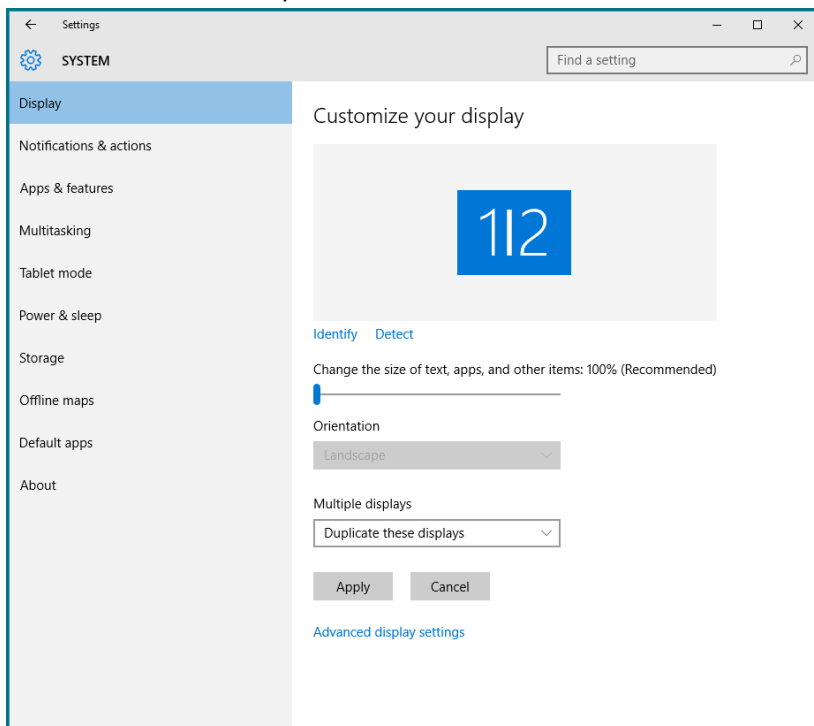 Settings
SYSTEM
Find a setting
Display
Notifications & actions
Apps & features
Multitasking
Tablet mode
Power & sleep
Storage
Offline maps
Default apps
About
Customize your display
1|2
Identify Detect
Change the size of text, apps, and other items: 100% (Recommended)
Orientation
Landscape
Multiple displays
Duplicate these displays
Apply Cancel
Advanced display settings